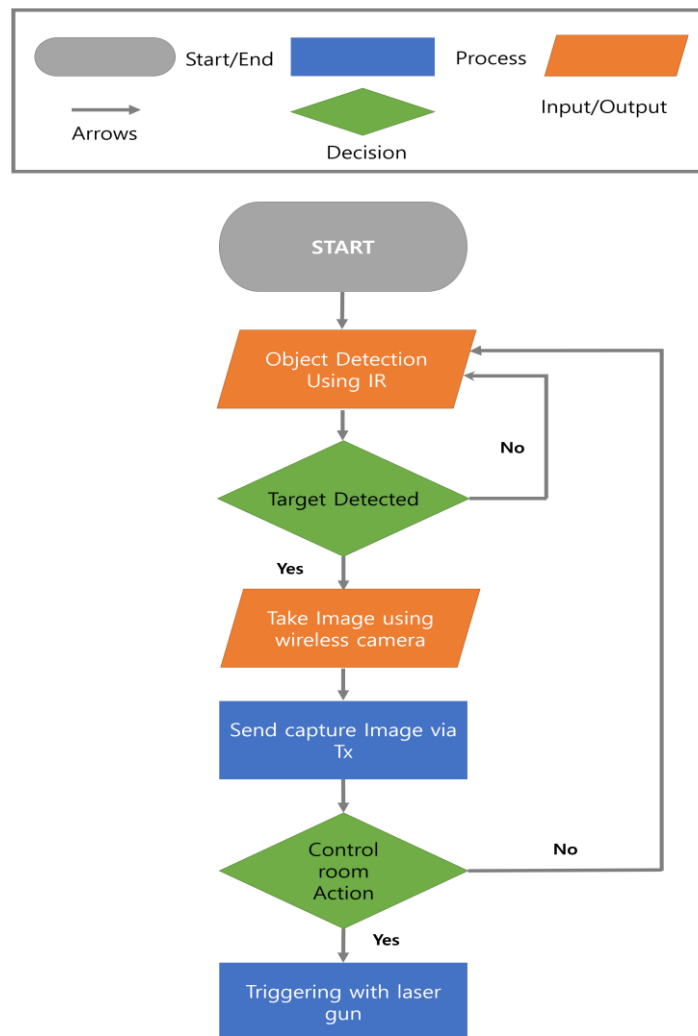 Start/End
Process
Arrows
Decision
Input/Output
START
Object Detection
Using IR
No
Target Detected
Yes
Take Image using
wireless camera
Send capture Image via
Tx
Control
room
Action
No
Yes
Triggering with laser
gun